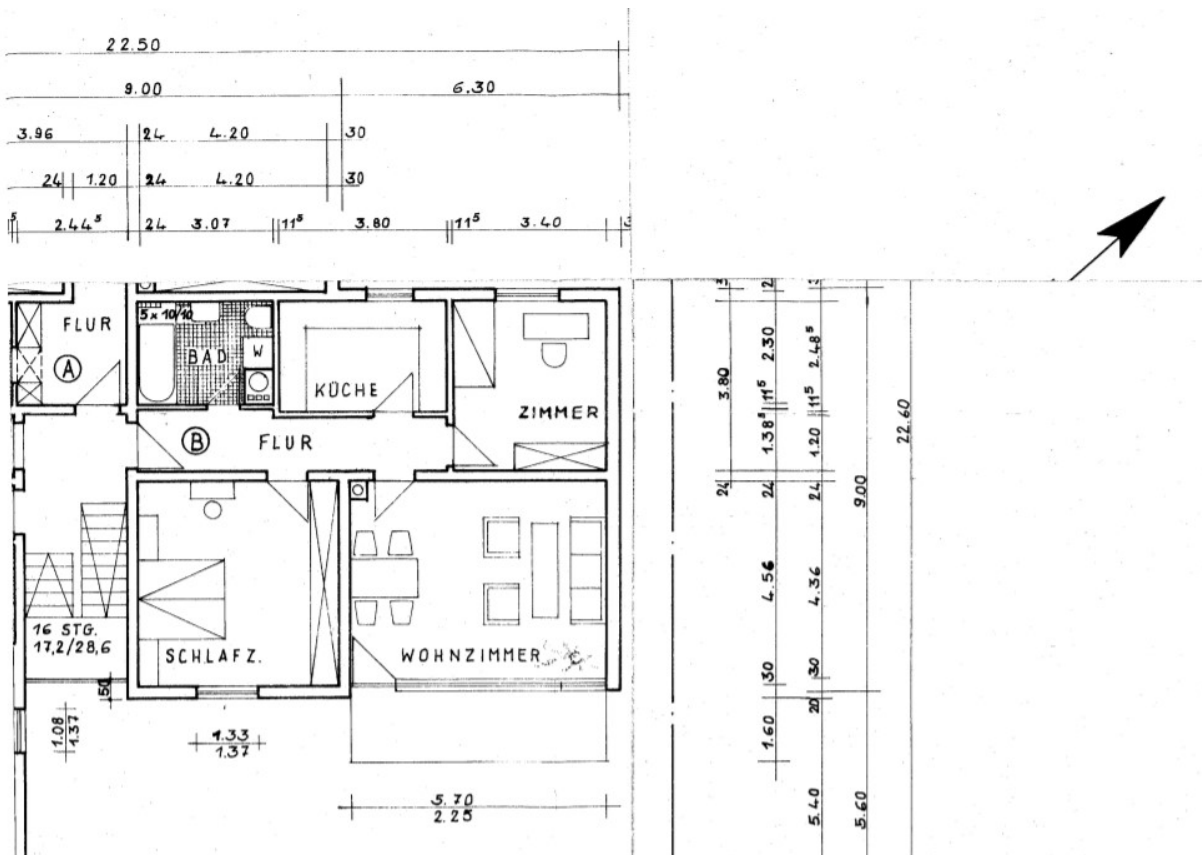 22.50
9.00 6.30
3.96 24 4.20 30
24 1.20 24 4.20 30
2.44⁵ 24 3.07 11⁵ 3.80 11⁵ 3.40
FLUR
A
5 x 10/10
BAD
W
KÜCHE
ZIMMER
B
FLUR
16 STG.
17,2/28,6
SCHLAFZ.
WOHNZIMMER
50
1.08
1.37
1.33
1.37
5.70
2.25
3.80
24
2.30
11⁵
1.38⁵
24
4.56
30
1.60
2.48⁵
11⁵
1.20
24
4.36
30
20
5.40
9.00
5.60
22.60